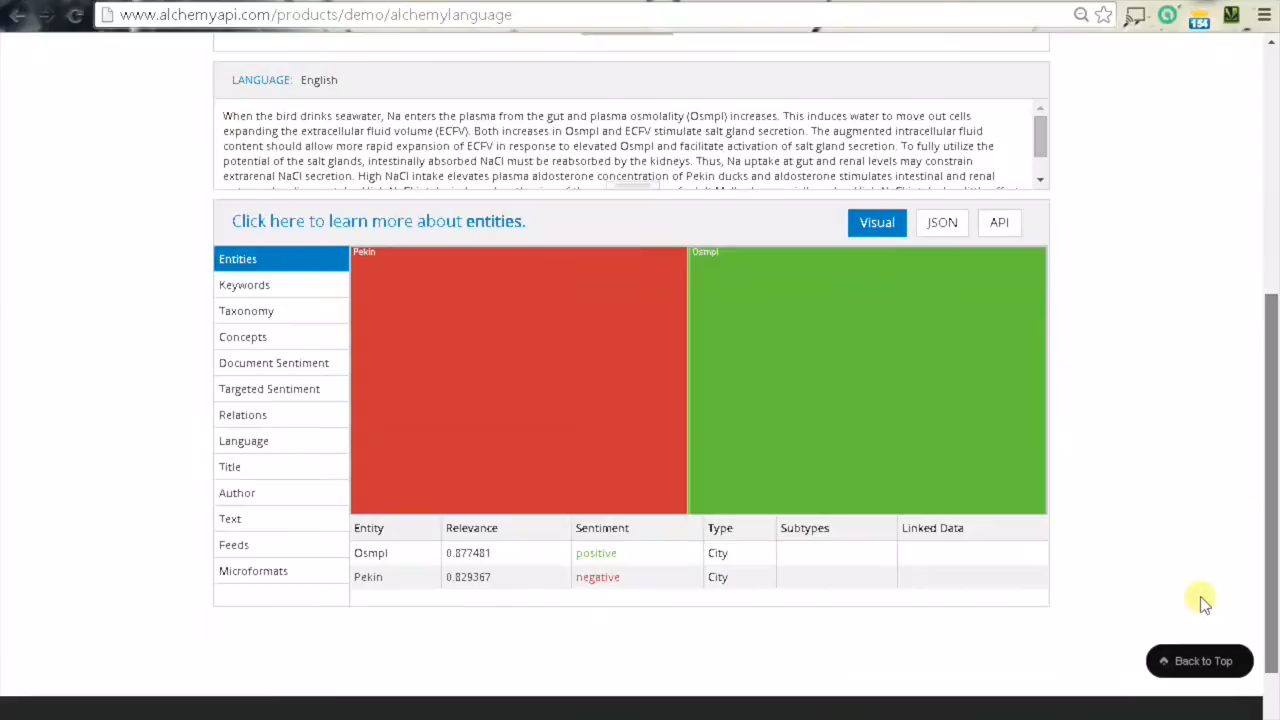 www.alchemyapi.com/products/demo/alchemylanguage
154
LANGUAGE: English
When the bird drinks seawater, Na enters the plasma from the gut and plasma osmolality (Osmpl) increases. This induces water to move out cells
expanding the extracellular fluid volume (ECFV). Both increases in Osmpl and ECFV stimulate salt gland secretion. The augmented intracellular fluid
content should allow more rapid expansion of ECFV in response to elevated Osmpl and facilitate activation of salt gland secretion. To fully utilize the
potential of the salt glands, intestinally absorbed NaCl must be reabsorbed by the kidneys. Thus, Na uptake at gut and renal levels may constrain
extrarenal NaCl secretion. High NaCl intake elevates plasma aldosterone concentration of Pekin ducks and aldosterone stimulates intestinal and renal
Click here to learn more about entities.
Visual
JSON
API
Entities
Keywords
Taxonomy
Concepts
Document Sentiment
Targeted Sentiment
Relations
Language
Title
Author
Text
Feeds
Microformats
Pekin
Osmpl
Entity Relevance Sentiment Type Subtypes Linked Data
Osmpl 0.877481 positive City
Pekin 0.829367 negative City
Back to Top